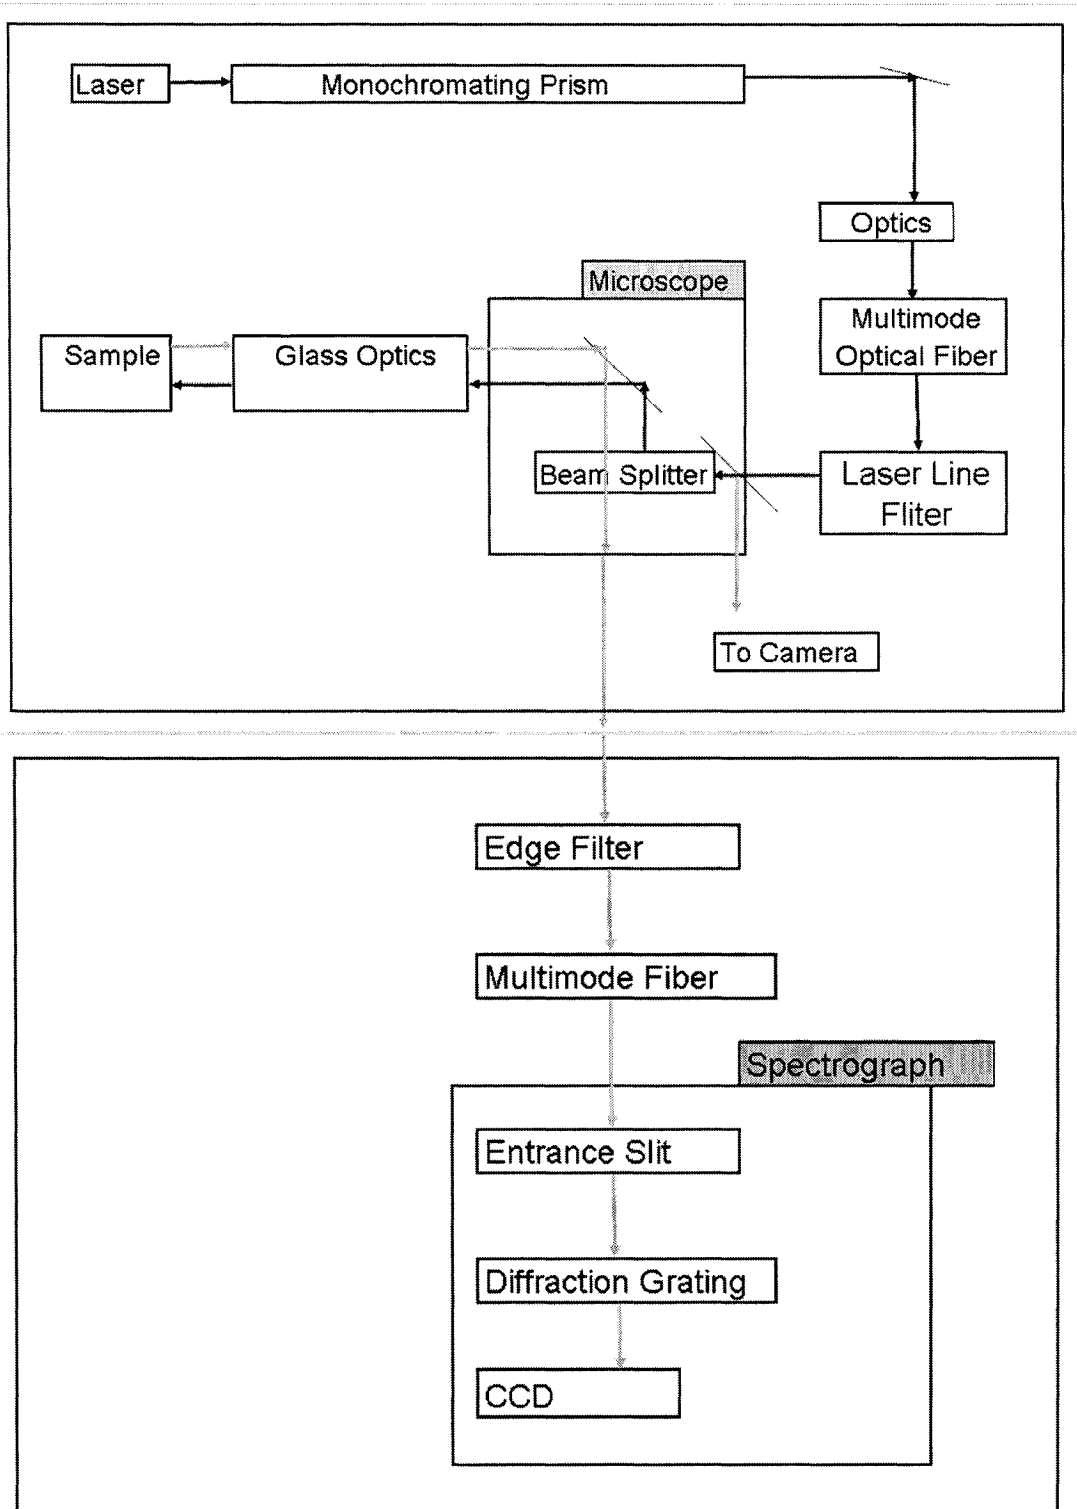 Laser
Monochromating Prism
Optics
Microscope
Multimode
Optical Fiber
Sample
Glass Optics
Beam Splitter
Laser Line
Fliter
To Camera
Edge Filter
Multimode Fiber
Spectrograph
Entrance Slit
Diffraction Grating
CCD